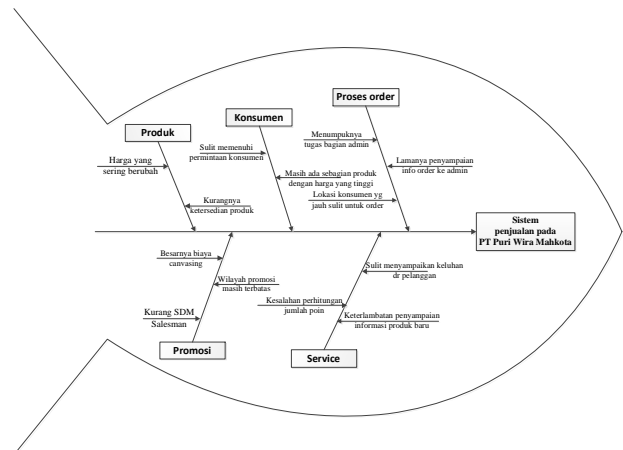 Proses order
Konsumen
Produk
Menumpuknya
tugas bagian admin
Sulit memenuhi
permintaan konsumen
Harga yang
sering berubah
Lamanya penyampaian
info order ke admin
Masih ada sebagian produk
dengan harga yang tinggi
Lokasi konsumen yg
jauh sulit untuk order
Kurangnya
ketersedian produk
Sistem
penjualan pada
PT Puri Wira Mahkota
Besarnya biaya
canvasing
Sulit menyampaikan keluhan
dr pelanggan
Wilayah promosi
masih terbatas
Kesalahan perhitungan
jumlah poin
Kurang SDM
Salesman
Keterlambatan penyampaian
informasi produk baru
Promosi
Service